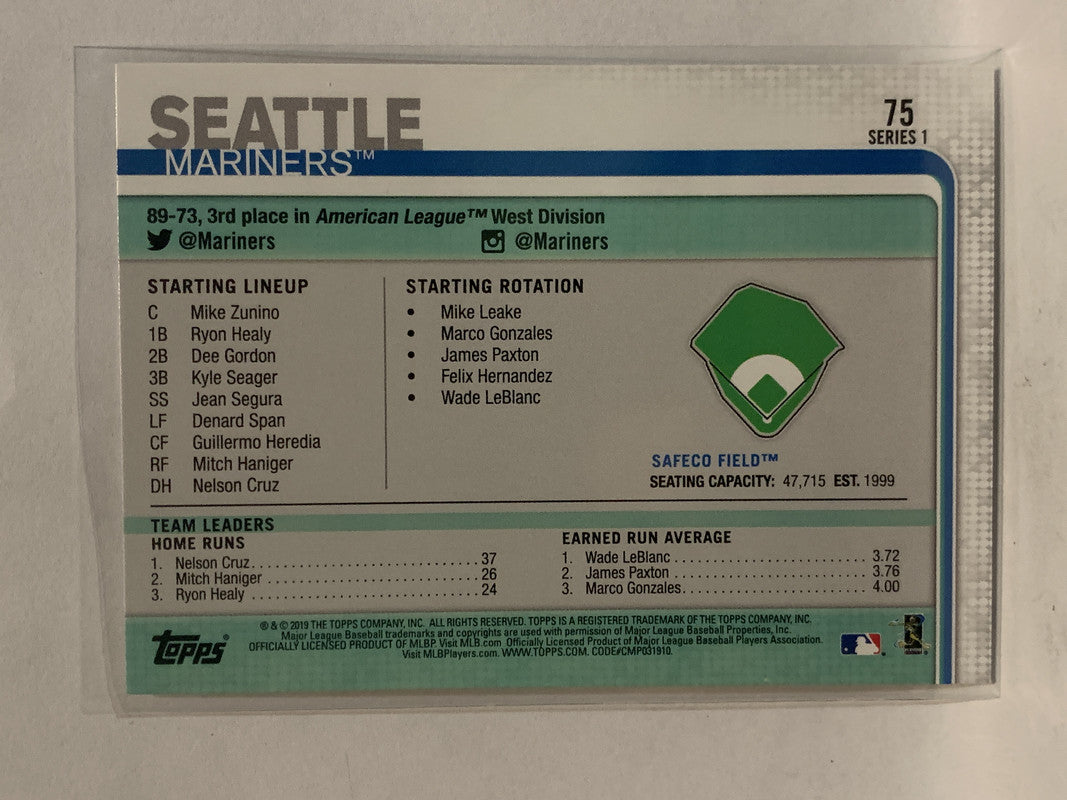 SEATTLE
MARINERS™
75
SERIES 1
89-73, 3rd place in American League™ West Division
@Mariners @Mariners
STARTING LINEUP
C Mike Zunino
1B Ryon Healy
2B Dee Gordon
3B Kyle Seager
SS Jean Segura
LF Denard Span
CF Guillermo Heredia
RF Mitch Haniger
DH Nelson Cruz
STARTING ROTATION
• Mike Leake
• Marco Gonzales
• James Paxton
• Felix Hernandez
• Wade LeBlanc
SAFECO FIELD™
SEATING CAPACITY: 47,715 EST. 1999
TEAM LEADERS
HOME RUNS
1. Nelson Cruz. . . . . . . . . . . . . . . . . . . . . . . . . . . . 37
2. Mitch Haniger . . . . . . . . . . . . . . . . . . . . . . . . . . 26
3. Ryon Healy . . . . . . . . . . . . . . . . . . . . . . . . . . . . 24
EARNED RUN AVERAGE
1. Wade LeBlanc . . . . . . . . . . . . . . . . . . . . . . . . 3.72
2. James Paxton . . . . . . . . . . . . . . . . . . . . . . . . 3.76
3. Marco Gonzales. . . . . . . . . . . . . . . . . . . . . . . 4.00
® & © 2019 THE TOPPS COMPANY, INC. ALL RIGHTS RESERVED. TOPPS IS A REGISTERED TRADEMARK OF THE TOPPS COMPANY, INC.
Major League Baseball trademarks and copyrights are used with permission of Major League Baseball Properties, Inc.
OFFICIALLY LICENSED PRODUCT OF MLBP. Visit MLB.com Officially Licensed Product of Major League Baseball Players Association.
Visit MLBPlayers.com. WWW.TOPPS.COM. CODE#CMP031910.
Topps®